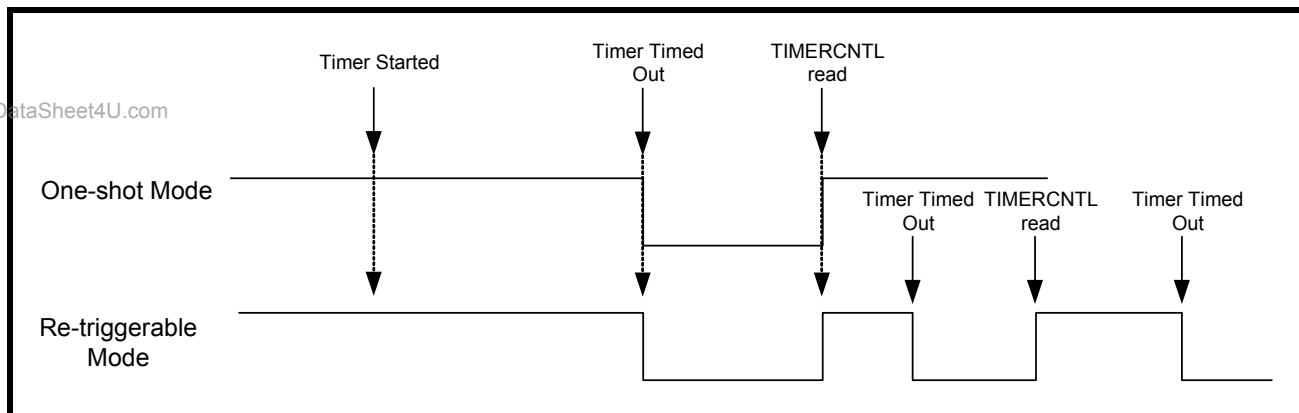 Timer Started
Timer Timed
Out
TIMERCNTL
read
DataSheet4U.com
One-shot Mode
Timer Timed
Out
TIMERCNTL
read
Timer Timed
Out
Re-triggerable
Mode